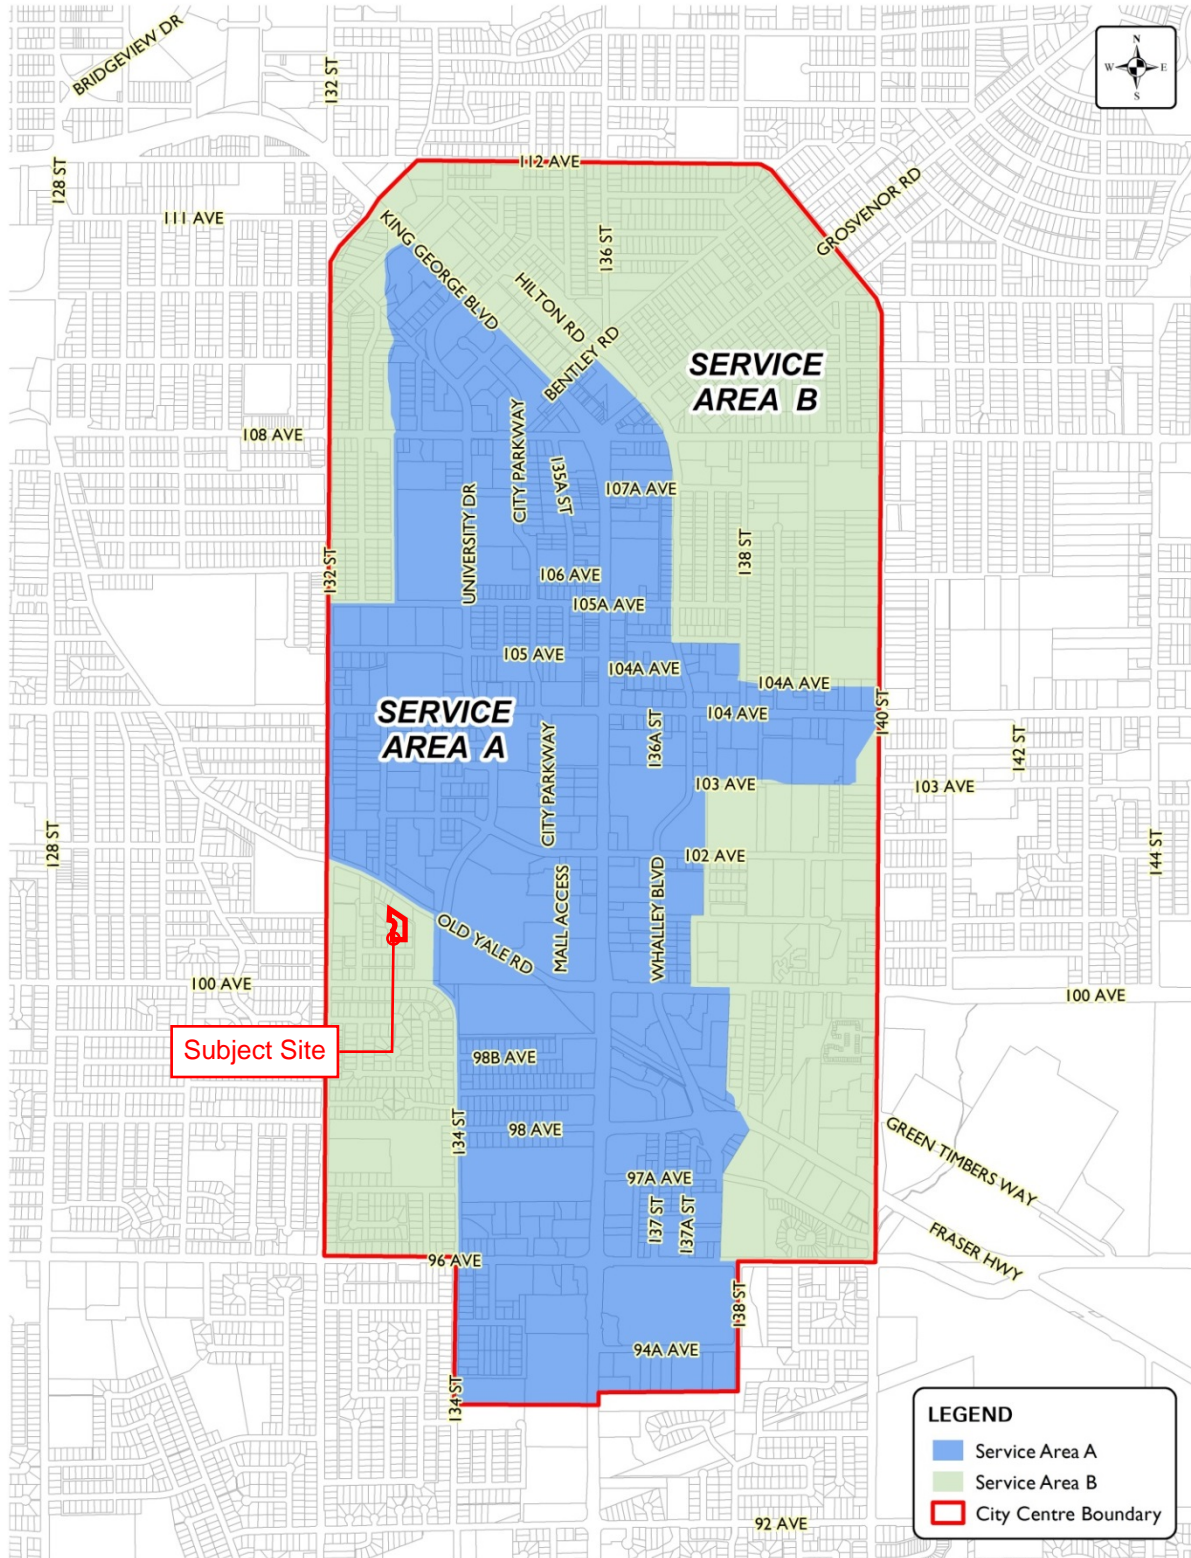 BRIDGEVIEW DR
132 ST
N
W E
S
128 ST
112 AVE
111 AVE
GROSVENOR RD
KING GEORGE BLVD
136 ST
HILTON RD
BENTLEY RD
SERVICE
AREA B
108 AVE
CITY PARKWAY
135A ST
107A AVE
UNIVERSITY DR
138 ST
132 ST
106 AVE
105A AVE
105 AVE
104A AVE
104A AVE
SERVICE
AREA A
104 AVE
140 ST
136A ST
142 ST
CITY PARKWAY
103 AVE
103 AVE
128 ST
102 AVE
144 ST
MALL ACCESS
WHALLEY BLVD
OLD YALE RD
100 AVE
100 AVE
Subject Site
98B AVE
134 ST
98 AVE
GREEN TIMBERS WAY
97A AVE
137 ST
137A ST
FRASER HWY
96 AVE
138 ST
94A AVE
134 ST
LEGEND
Service Area A
Service Area B
City Centre Boundary
92 AVE